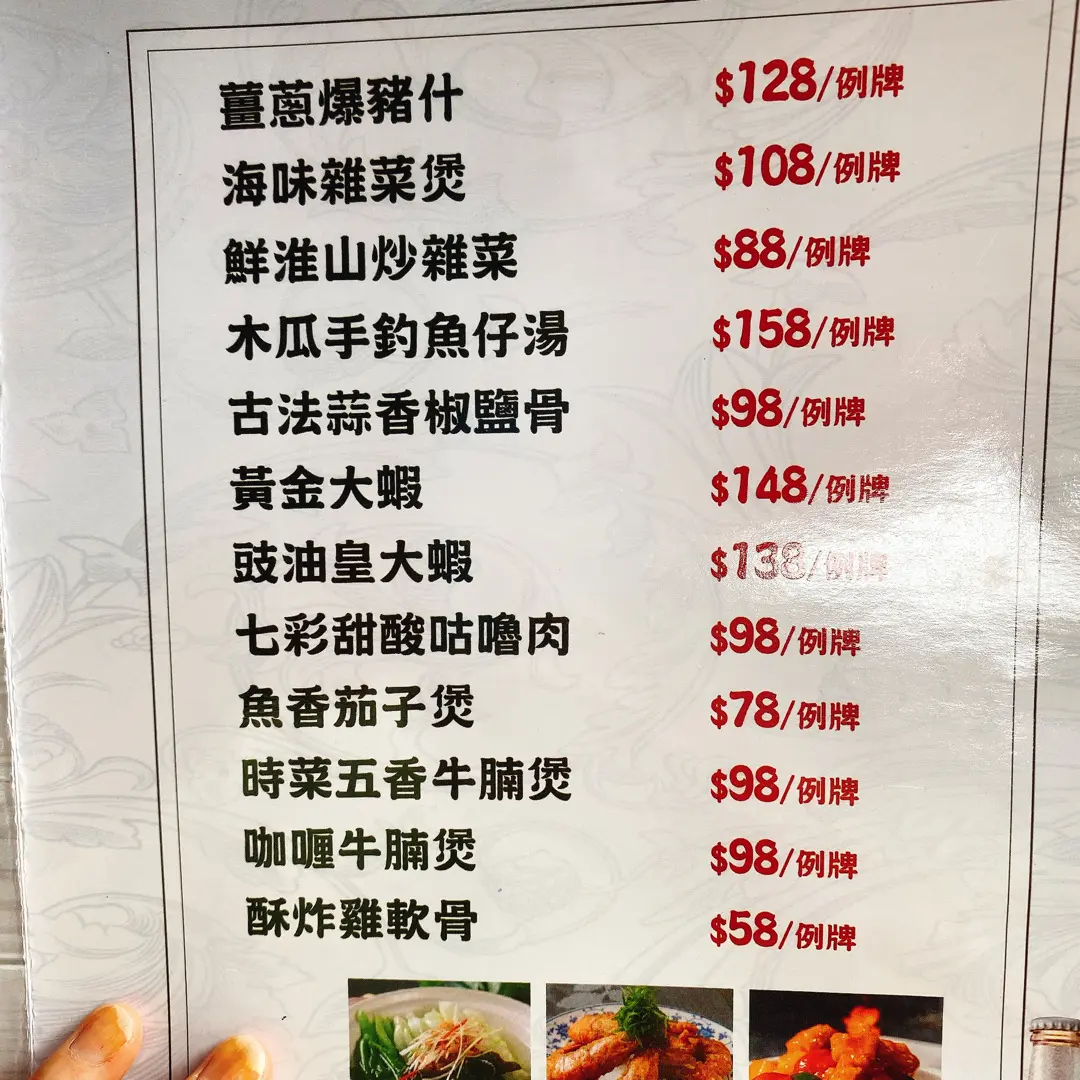 薑蔥爆豬什 $128/例牌
海味雜菜煲 $108/例牌
鮮淮山炒雜菜 $88/例牌
木瓜手釣魚仔湯 $158/例牌
古法蒜香椒鹽骨 $98/例牌
黃金大蝦 $148/例牌
豉油皇大蝦 $138/例牌
七彩甜酸咕嚕肉 $98/例牌
魚香茄子煲 $78/例牌
時菜五香牛腩煲 $98/例牌
咖喱牛腩煲 $98/例牌
酥炸雞軟骨 $58/例牌